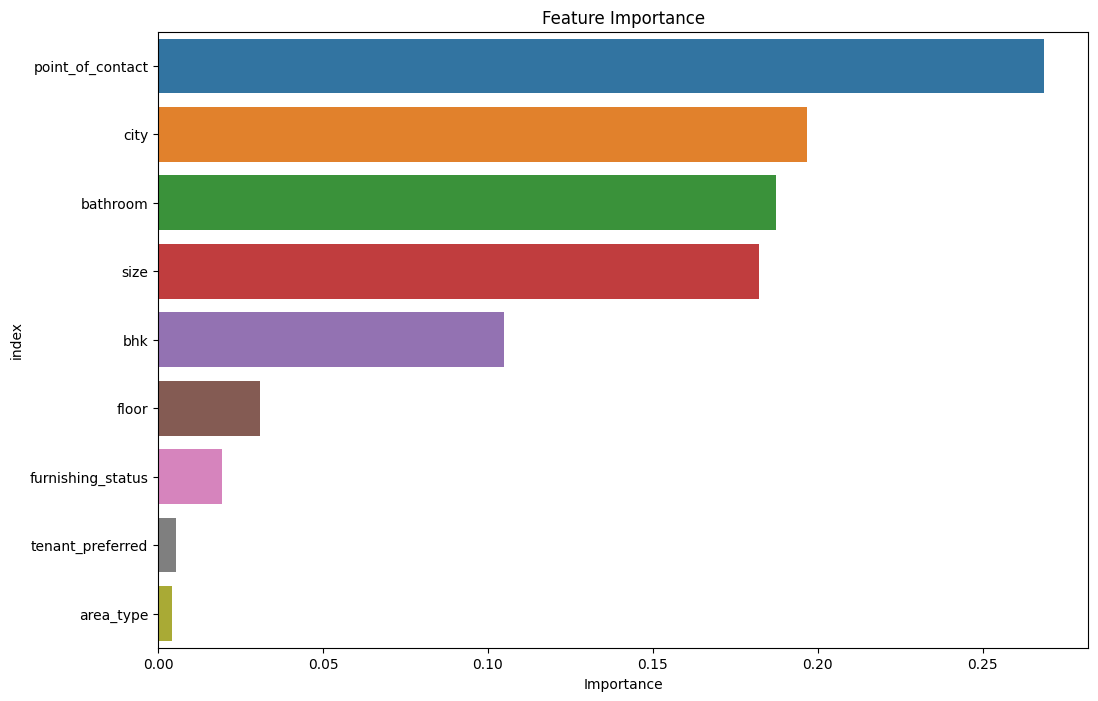 Feature Importance
point_of_contact
city
bathroom
size
bhk
floor
furnishing_status
tenant_preferred
area_type
index
0.00 0.05 0.10 0.15 0.20 0.25
Importance